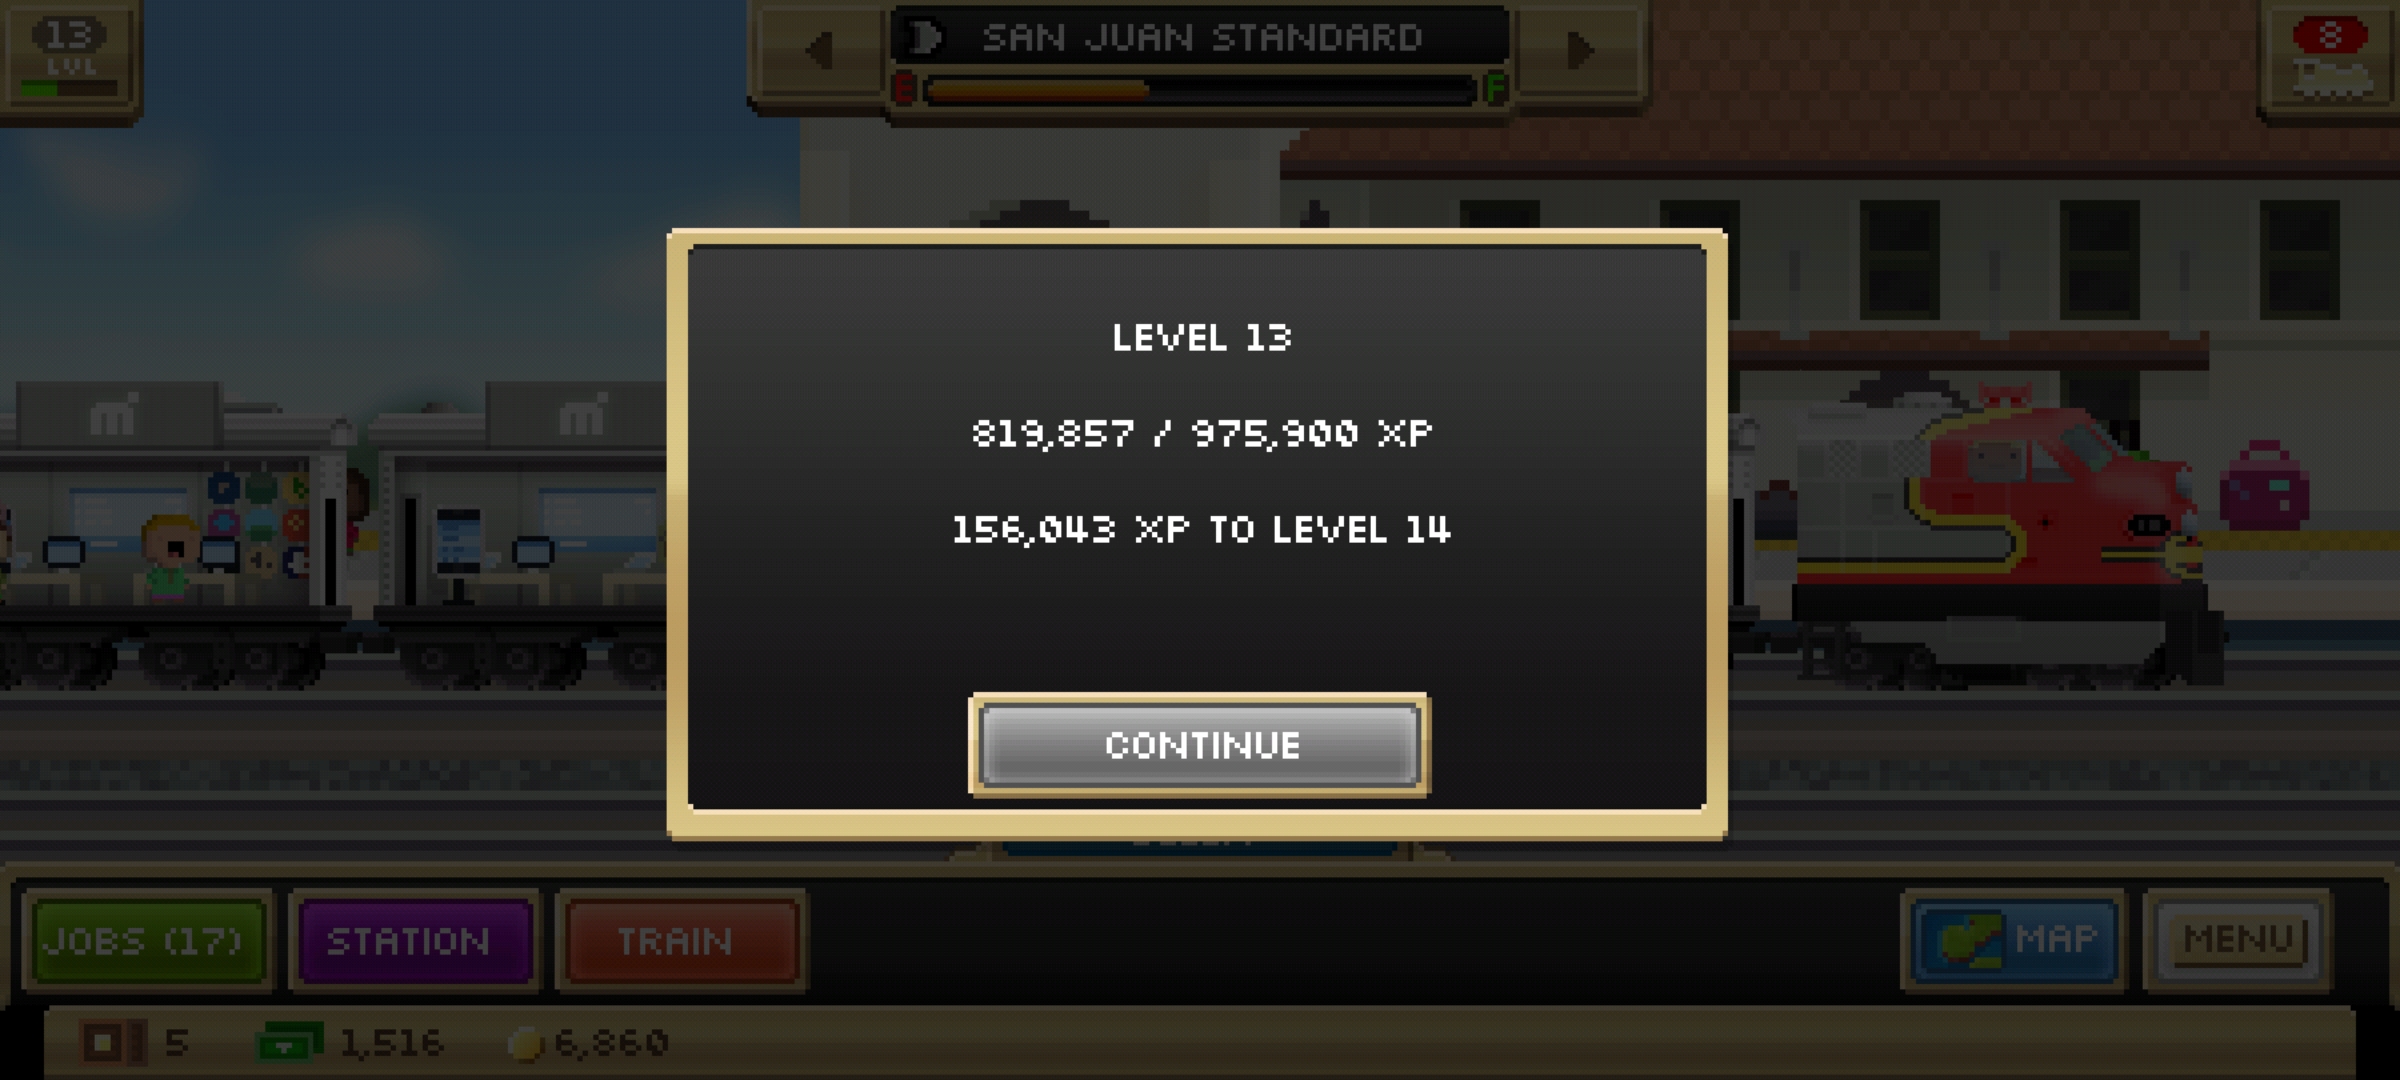 13
LVL
SAN JUAN STANDARD
E F
8
LEVEL 13
819,857 / 975,900 XP
156,043 XP TO LEVEL 14
CONTINUE
JOBS (17)
STATION
TRAIN
MAP
MENU
5
1,516
6,860